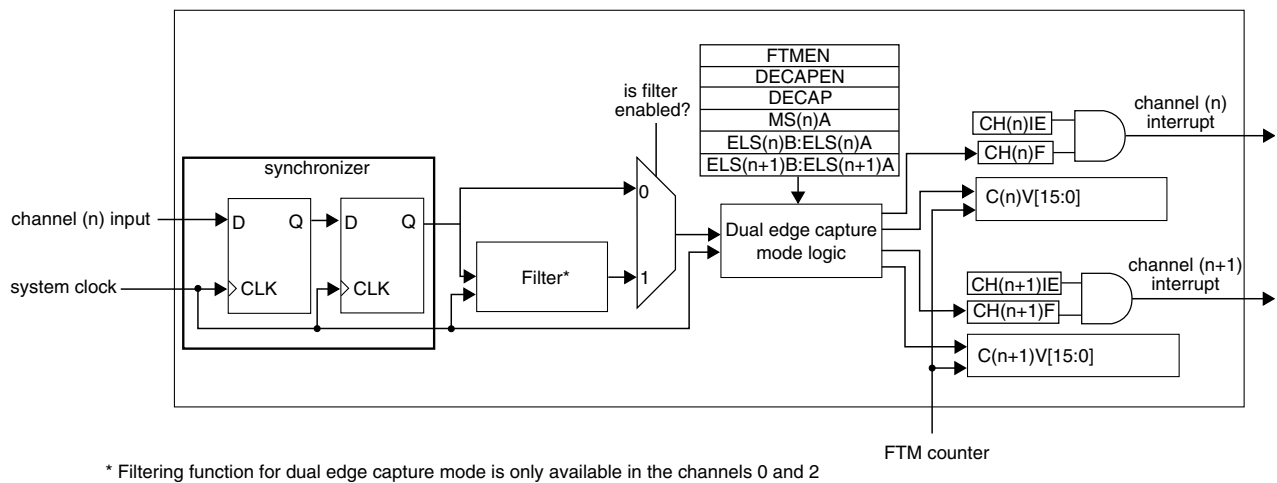 FTMEN
DECAPEN
DECAP
MS(n)A
ELS(n)B:ELS(n)A
ELS(n+1)B:ELS(n+1)A
is filter
enabled?
channel (n)
interrupt
CH(n)IE
CH(n)F
synchronizer
channel (n) input
D
Q
D
Q
0
C(n)V[15:0]
Dual edge capture
mode logic
Filter*
1
system clock
CLK
CLK
channel (n+1)
interrupt
CH(n+1)IE
CH(n+1)F
C(n+1)V[15:0]
FTM counter
* Filtering function for dual edge capture mode is only available in the channels 0 and 2